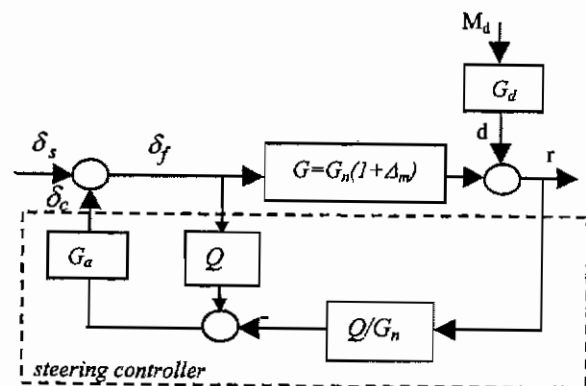 M_d
G_d
δ_s
δ_f
d
r
G=G_n(1+Δ_m)
δ_c
G_a
Q
-
Q/G_n
steering controller